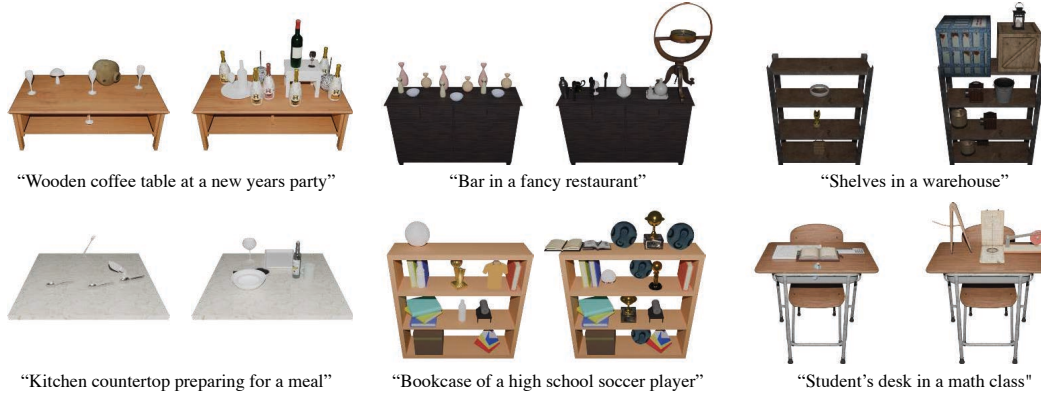 “Wooden coffee table at a new years party”
“Bar in a fancy restaurant”
“Shelves in a warehouse”
“Kitchen countertop preparing for a meal”
“Bookcase of a high school soccer player”
“Student’s desk in a math class"